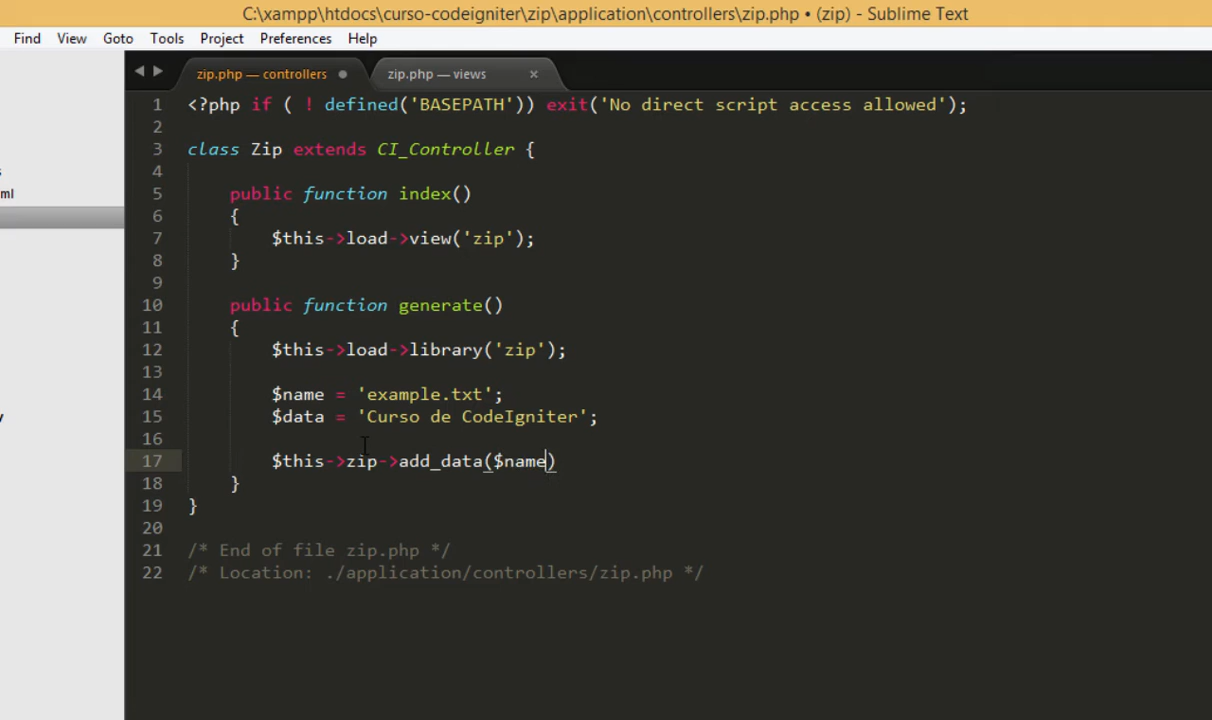 C:\xampp\htdocs\curso-codeigniter\zip\application\controllers\zip.php • (zip) - Sublime Text
Find View Goto Tools Project Preferences Help
zip.php — controllers zip.php — views
1 <?php if ( ! defined('BASEPATH')) exit('No direct script access allowed');
2
3 class Zip extends CI_Controller {
4
5 public function index()
6 {
7 $this->load->view('zip');
8 }
9
10 public function generate()
11 {
12 $this->load->library('zip');
13
14 $name = 'example.txt';
15 $data = 'Curso de CodeIgniter';
16
17 $this->zip->add_data($name)
18 }
19 }
20
21 /* End of file zip.php */
22 /* Location: ./application/controllers/zip.php */